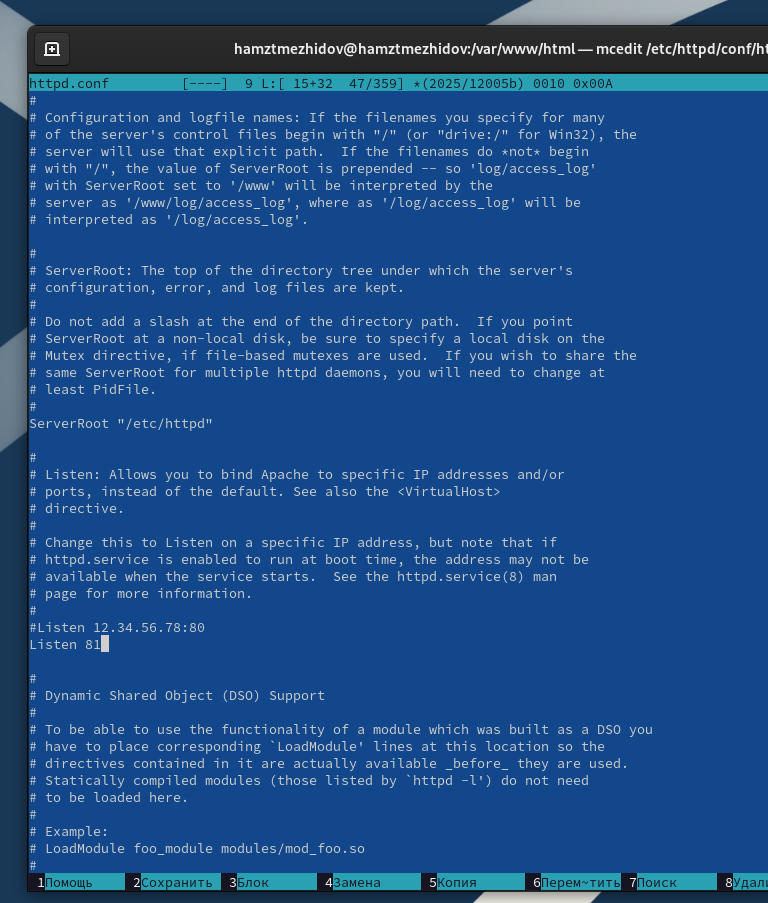 hamztmezhidov@hamztmezhidov:/var/www/html — mcedit /etc/httpd/conf/ht
httpd.conf         [----]  9 L:[ 15+32  47/359] *(2025/12005b) 0010 0x00A
#
# Configuration and logfile names: If the filenames you specify for many
# of the server's control files begin with "/" (or "drive:/" for Win32), the
# server will use that explicit path.  If the filenames do *not* begin
# with "/", the value of ServerRoot is prepended -- so 'log/access_log'
# with ServerRoot set to '/www' will be interpreted by the
# server as '/www/log/access_log', where as '/log/access_log' will be
# interpreted as '/log/access_log'.
#
# ServerRoot: The top of the directory tree under which the server's
# configuration, error, and log files are kept.
#
# Do not add a slash at the end of the directory path.  If you point
# ServerRoot at a non-local disk, be sure to specify a local disk on the
# Mutex directive, if file-based mutexes are used.  If you wish to share the
# same ServerRoot for multiple httpd daemons, you will need to change at
# least PidFile.
#
ServerRoot "/etc/httpd"
#
# Listen: Allows you to bind Apache to specific IP addresses and/or
# ports, instead of the default. See also the <VirtualHost>
# directive.
#
# Change this to Listen on a specific IP address, but note that if
# httpd.service is enabled to run at boot time, the address may not be
# available when the service starts.  See the httpd.service(8) man
# page for more information.
#
#Listen 12.34.56.78:80
Listen 81
#
# Dynamic Shared Object (DSO) Support
#
# To be able to use the functionality of a module which was built as a DSO you
# have to place corresponding `LoadModule' lines at this location so the
# directives contained in it are actually available _before_ they are used.
# Statically compiled modules (those listed by `httpd -l') do not need
# to be loaded here.
#
# Example:
# LoadModule foo_module modules/mod_foo.so
#
1Помощь 2Сохранить 3Блок 4Замена 5Копия 6Перем~тить 7Поиск 8Удали